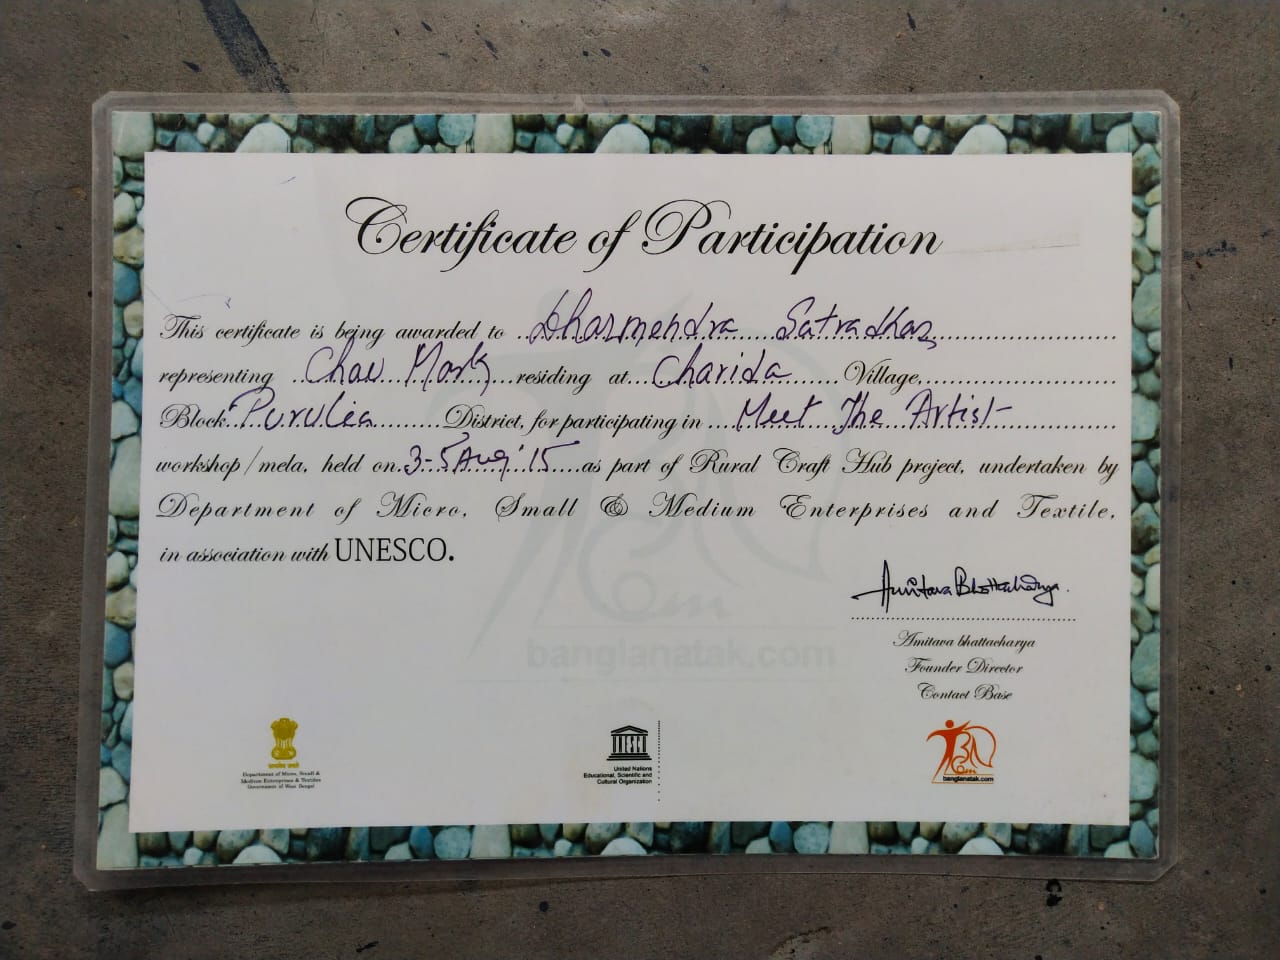 Certificate of Participation
This certificate is being awarded to Dharmendra Sutradhar
representing Chau Mask residing at Charida Village
Block Purulia District, for participating in Meet The Artist
workshop/mela, held on 3-5 Aug'15 as part of Rural Craft Hub project, undertaken by
Department of Micro, Small & Medium Enterprises and Textile,
in association with UNESCO.
Amitava Bhattacharya.
Amitava bhattacharya
Founder Director
Contact Base
banglanatak.com
Department of Micro, Small &
Medium Enterprises & Textiles
Government of West Bengal
UNESCO
United Nations
Educational, Scientific and
Cultural Organization
banglanatak.com